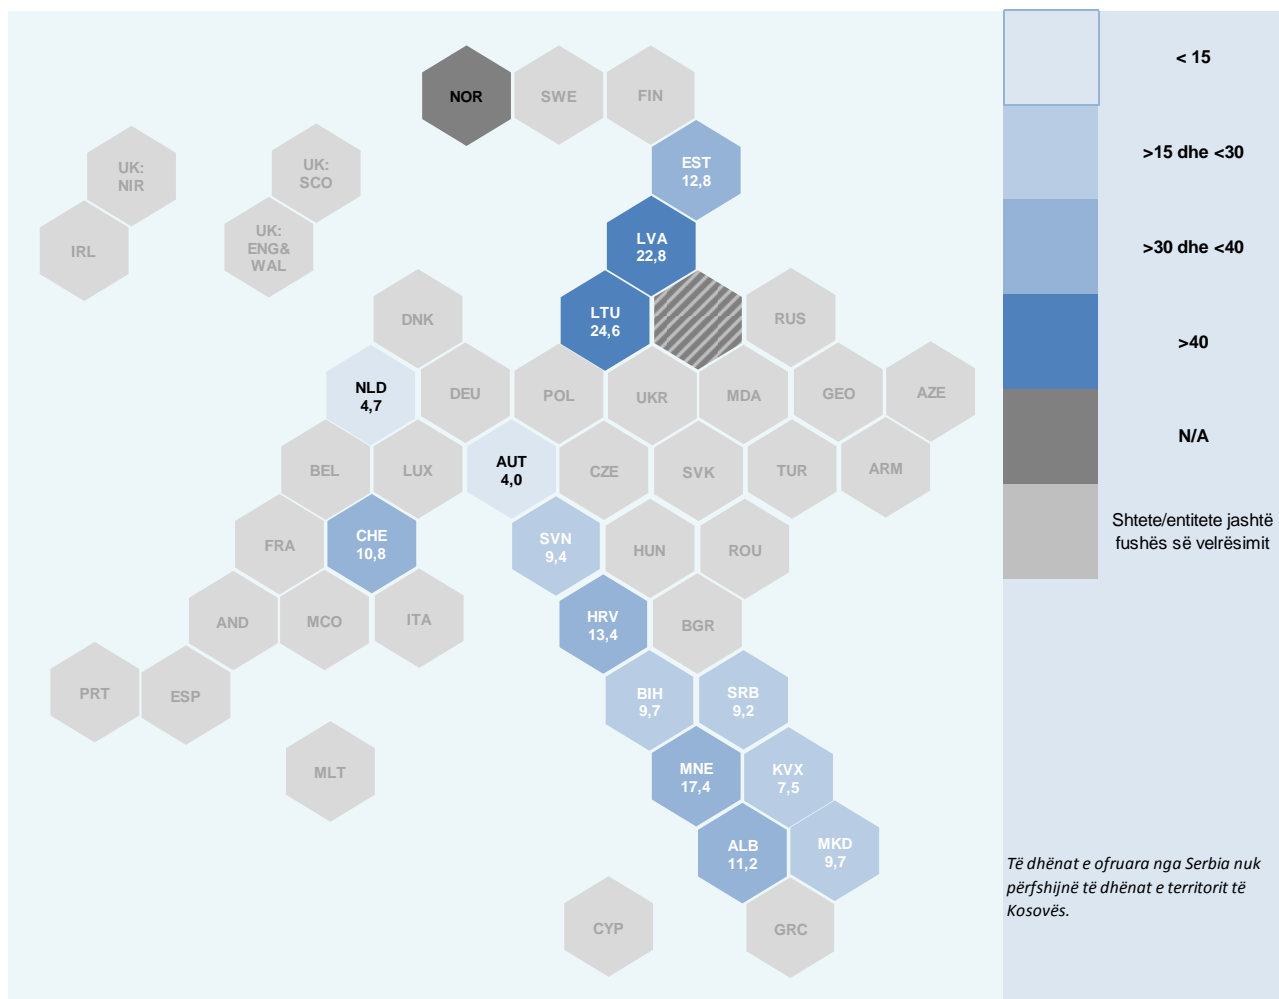 NOR
SWE
FIN
UK:
NIR
UK:
SCO
EST
12,8
IRL
UK:
ENG&
WAL
LVA
22,8
DNK
LTU
24,6
RUS
NLD
4,7
DEU
POL
UKR
MDA
GEO
AZE
BEL
LUX
AUT
4,0
CZE
SVK
TUR
ARM
FRA
CHE
10,8
SVN
9,4
HUN
ROU
AND
MCO
ITA
HRV
13,4
BGR
PRT
ESP
BIH
9,7
SRB
9,2
MLT
MNE
17,4
KVX
7,5
ALB
11,2
MKD
9,7
CYP
GRC
< 15
>15 dhe <30
>30 dhe <40
>40
N/A
Shtete/entitete jashtë
fushës së velrësimit
Të dhënat e ofruara nga Serbia nuk
përfshijnë të dhënat e territorit të
Kosovës.